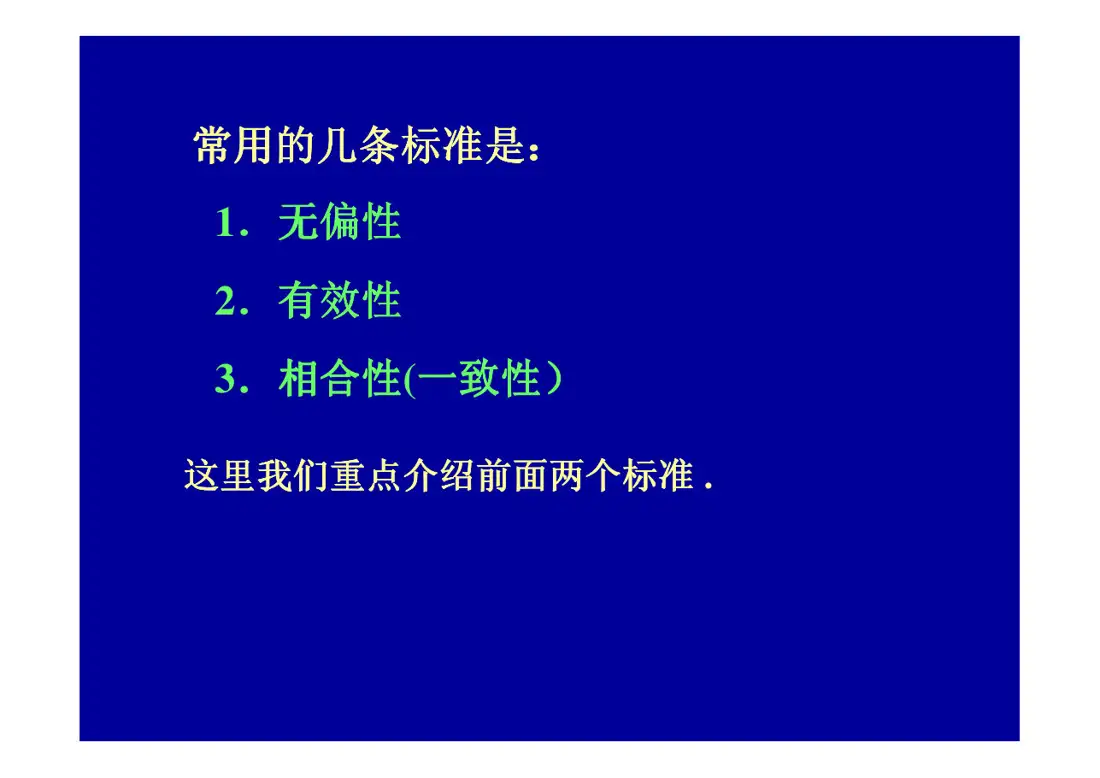 常用的几条标准是：
1．无偏性
2．有效性
3．相合性(一致性）
这里我们重点介绍前面两个标准 .